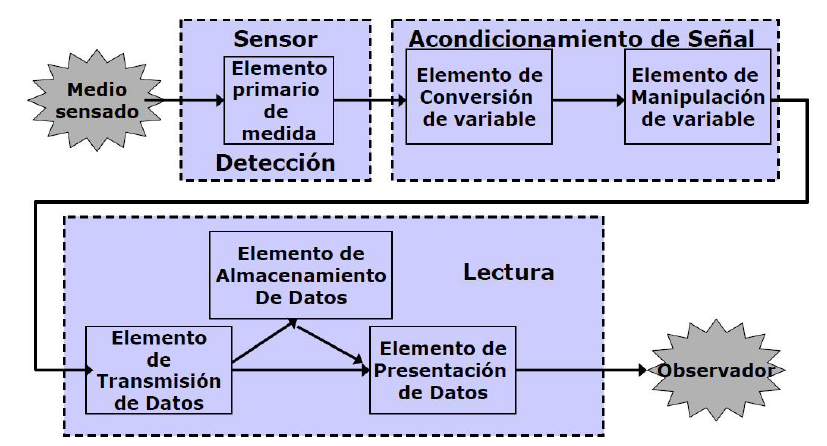 Sensor
Acondicionamiento de Señal
Medio
sensado
Elemento
primario
de
medida
Detección
Elemento de
Conversión
de variable
Elemento de
Manipulación
de variable
Elemento de
Almacenamiento
De Datos
Lectura
Elemento
de
Transmisión
de Datos
Elemento de
Presentación
de Datos
Observador